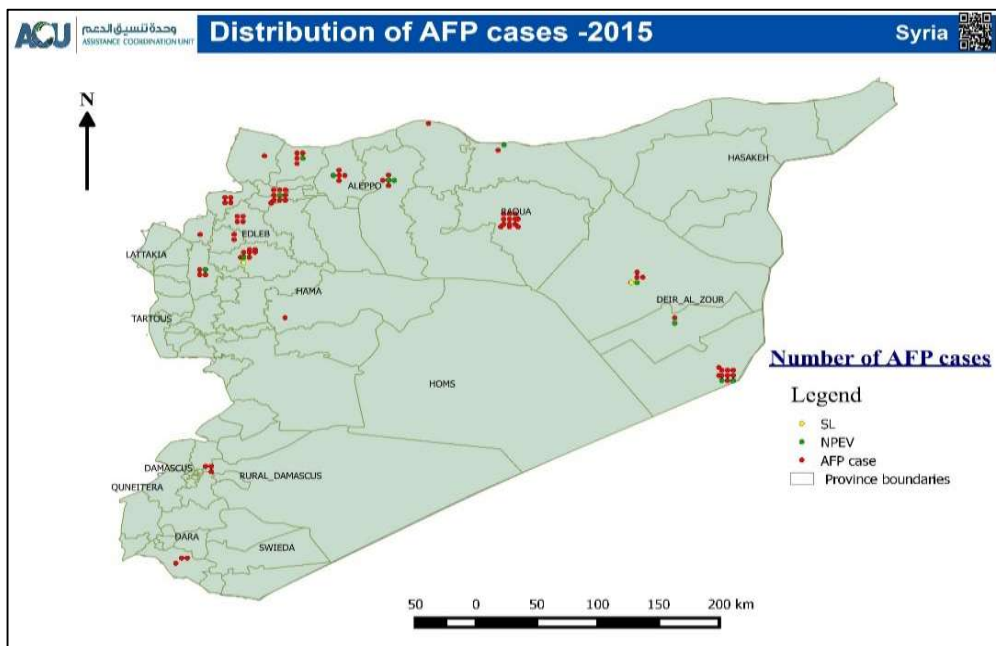 ACU
وحدة تنسيق الدعم
ASSISTANCE COORDINATION UNIT
Distribution of AFP cases -2015
Syria
N
HASAKEH
ALEPPO
RAQUA
EDLEB
LATTAKIA
HAMA
DEIR_AL_ZOUR
TARTOUS
HOMS
DAMASCUS
RURAL_DAMASCUS
QUNEITERA
DARA
SWIEDA
Number of AFP cases
Legend
SL
NPEV
AFP case
Province boundaries
50 0 50 100 150 200 km